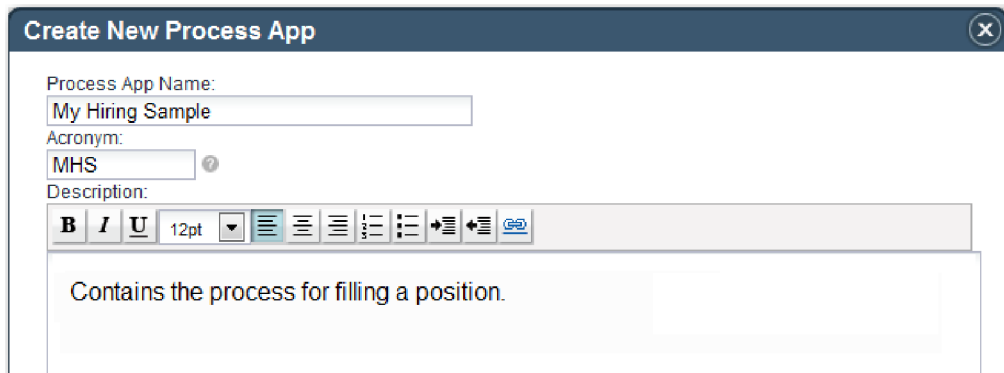 Create New Process App
Process App Name:
My Hiring Sample
Acronym:
MHS
?
Description:
B I U 12pt
Contains the process for filling a position.